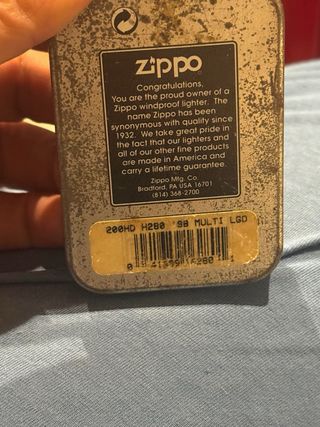 zippo
Congratulations.
You are the proud owner of a
Zippo windproof lighter. The
name Zippo has been
synonymous with quality since
1932. We take great pride in
the fact that our lighters and
all of our other fine products
are made in America and
carry a lifetime guarantee.
Zippo Mfg. Co
Bradford, PA USA 16701
(814) 368-2700
200HD H280 '98 MULTI LGD